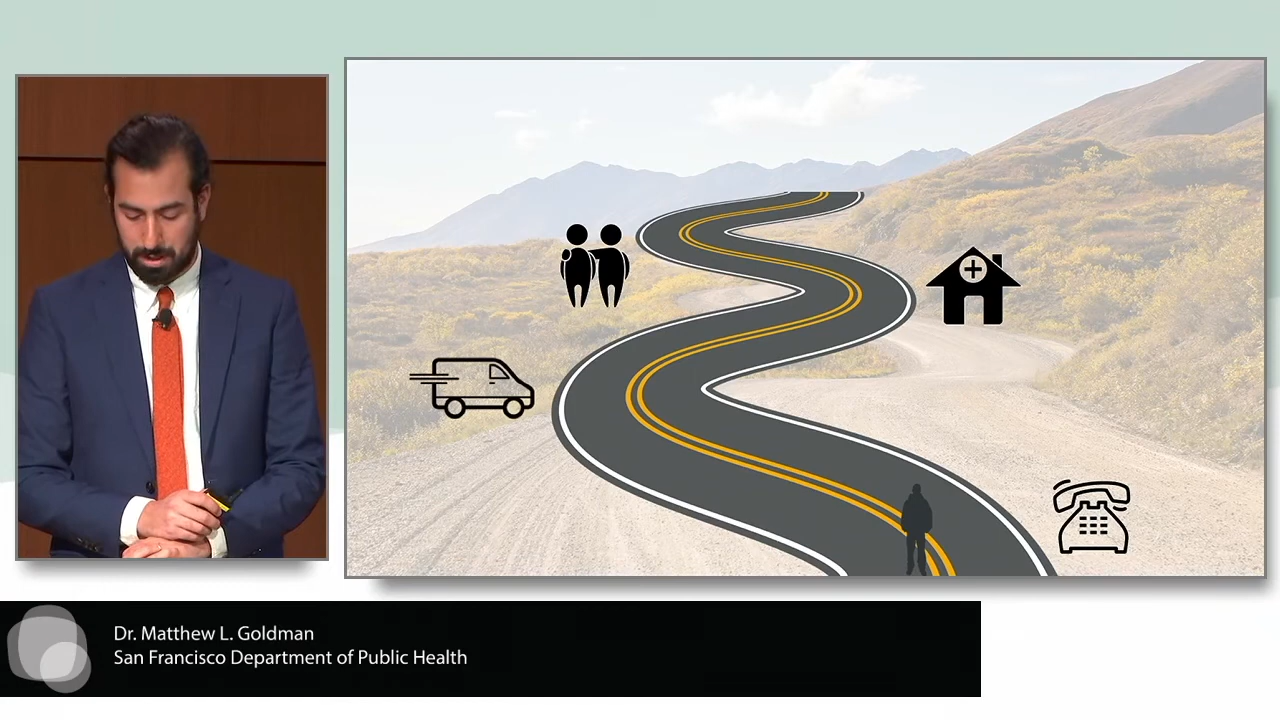 Dr. Matthew L. Goldman
San Francisco Department of Public Health